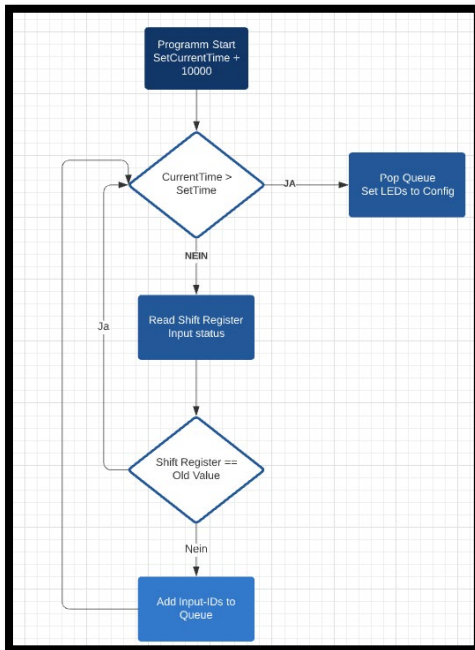 Programm Start
SetCurrentTime +
10000
CurrentTime >
SetTime
JA
Pop Queue
Set LEDs to Config
NEIN
Read Shift Register
Input status
Ja
Shift Register ==
Old Value
Nein
Add Input-IDs to
Queue